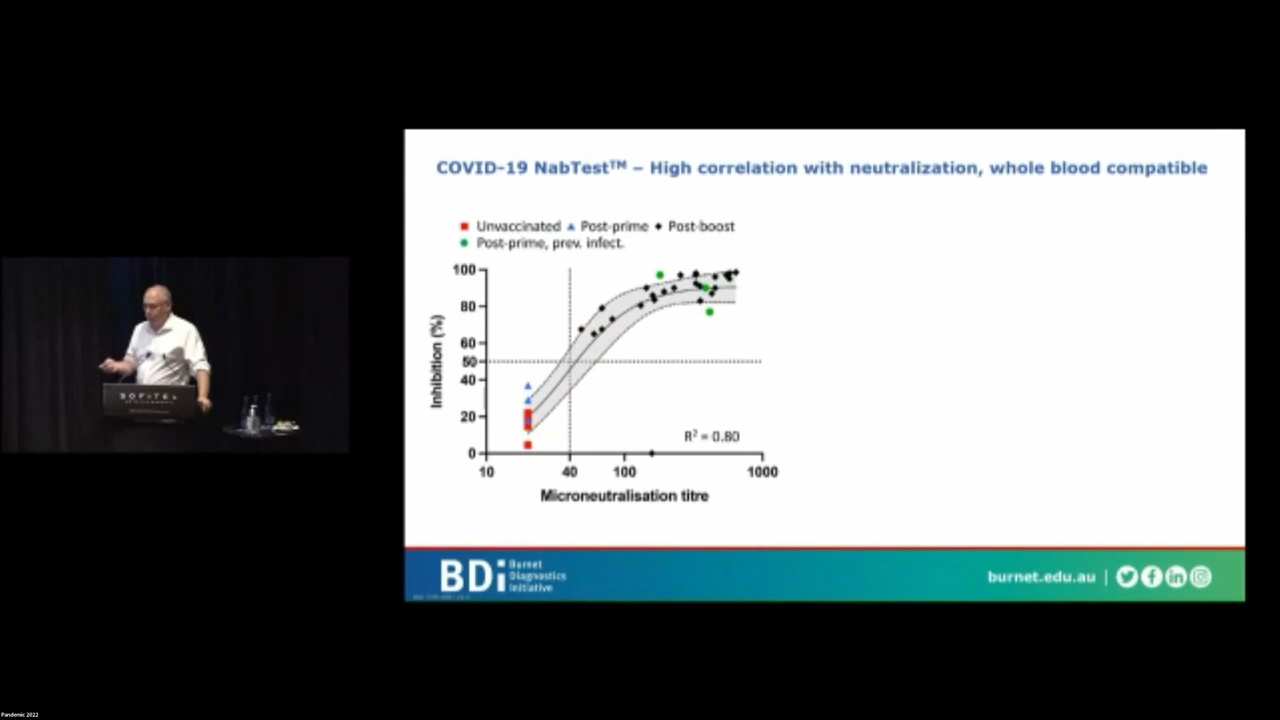 COVID-19 NabTest™ – High correlation with neutralization, whole blood compatible
Unvaccinated Post-prime Post-boost
Post-prime, prev. infect.
100
80
60
50
40
20
0
Inhibition (%)
R² = 0.80
10 40 100 1000
Microneutralisation titre
SOFITEL
BDi Burnet
Diagnostics
Initiative
burnet.edu.au |
Pandemic 2022